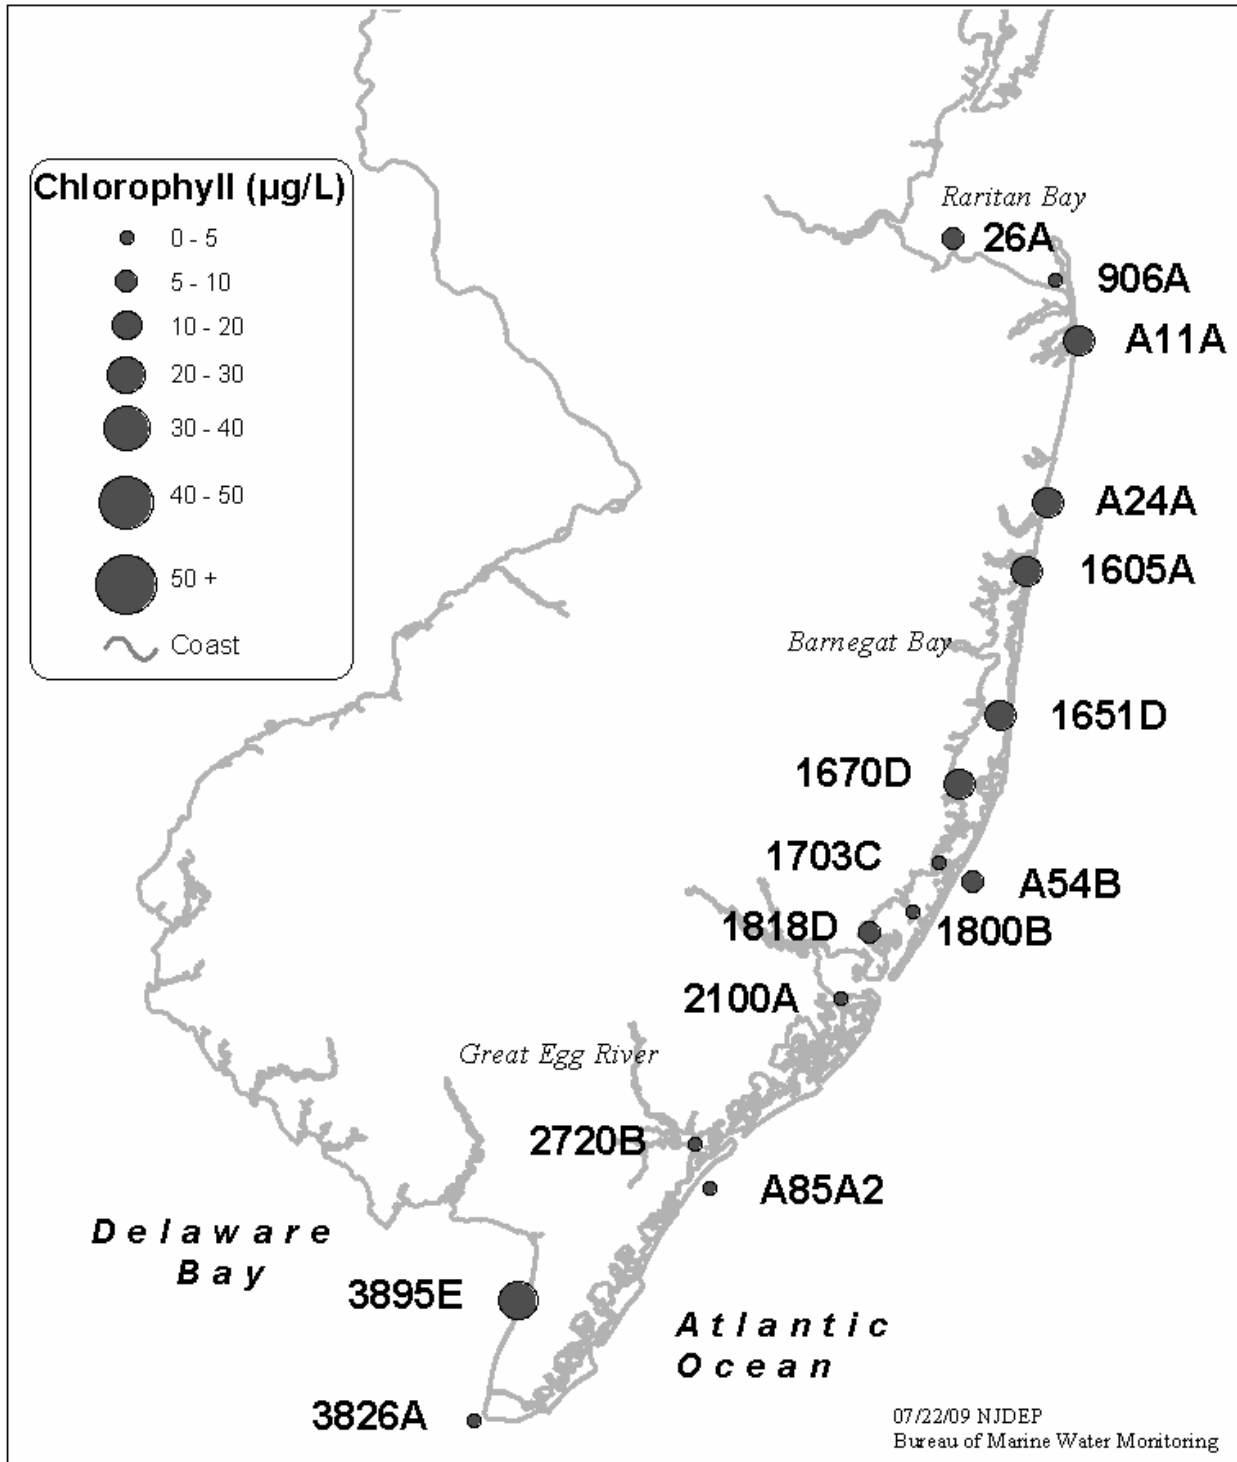 Chlorophyll (µg/L)
0 - 5
5 - 10
10 - 20
20 - 30
30 - 40
40 - 50
50 +
Coast
Raritan Bay
26A
906A
A11A
A24A
1605A
Barnegat Bay
1651D
1670D
1703C
A54B
1818D
1800B
2100A
Great Egg River
2720B
A85A2
Delaware
Bay
3895E
Atlantic
Ocean
3826A
07/22/09 NJDEP
Bureau of Marine Water Monitoring